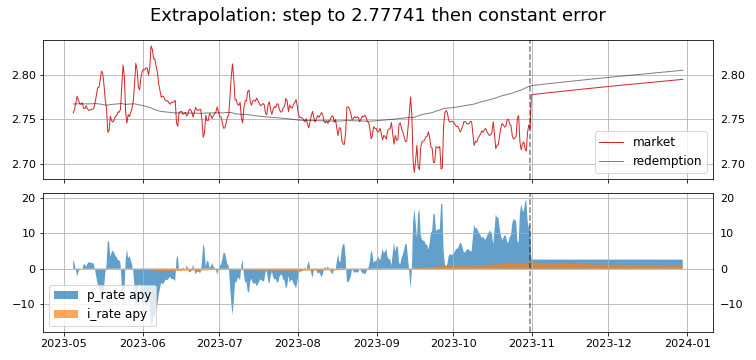 Extrapolation: step to 2.77741 then constant error
2.80
2.80
2.75
2.75
2.70
2.70
market
redemption
20
20
10
10
0
0
−10
−10
p_rate apy
i_rate apy
2023-05 2023-06 2023-07 2023-08 2023-09 2023-10 2023-11 2023-12 2024-01